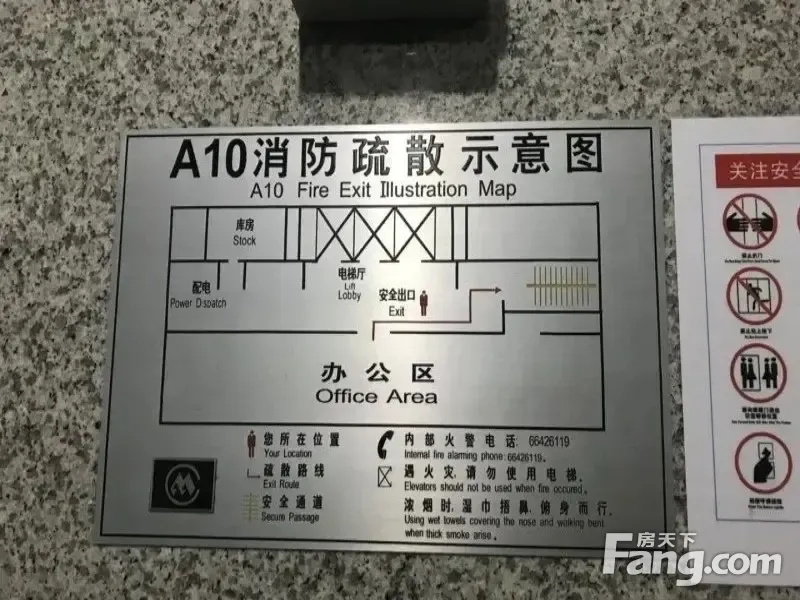 A10消防疏散示意图
A10 Fire Exit Illustration Map
库房
Stock
配电
Power Dispatch
电梯厅
Lift
Lobby
安全出口
Exit
办公区
Office Area
您所在位置
Your Location
疏散路线
Exit Route
安全通道
Secure Passage
内部火警电话: 66426119
Internal fire alarming phone: 66426119。
遇火灾,请勿使用电梯.
Elevators should not be used when fire occured。
浓烟时,湿巾捂鼻,俯身而行.
Using wet towels covering the nose and walking bent
when thick smoke arise。
关注安全
房天下
Fang.com